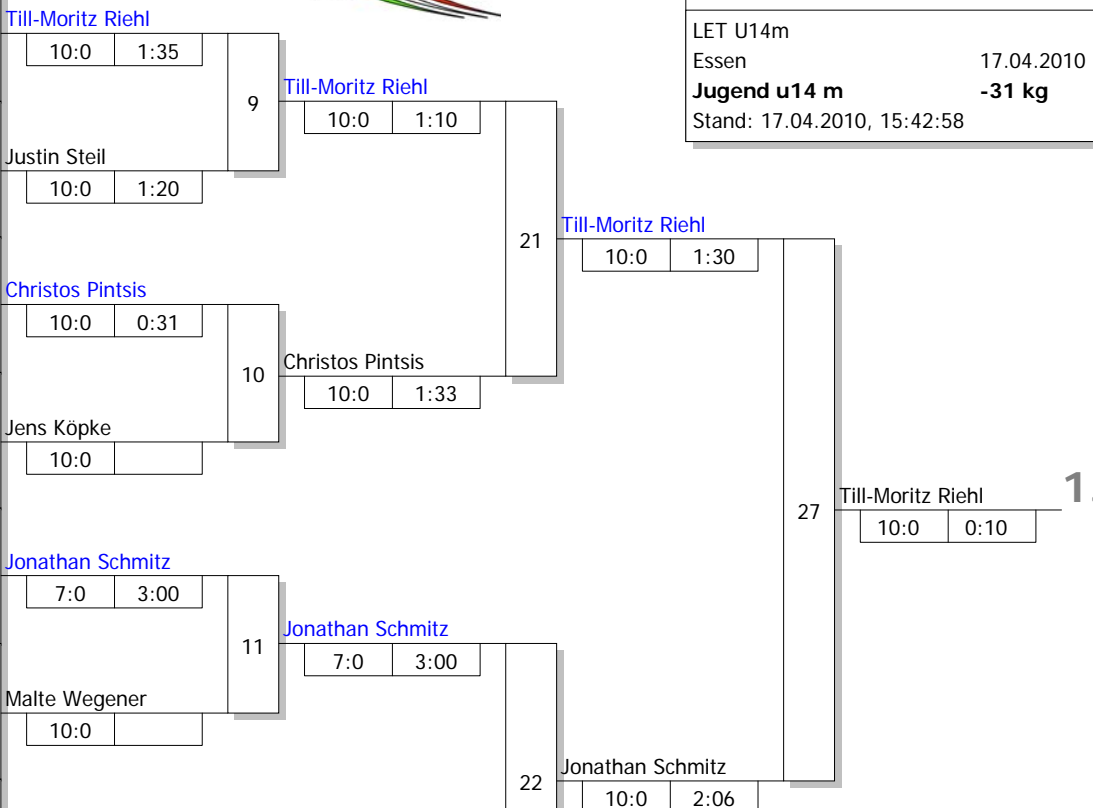 LET U14m
Essen 17.04.2010
Jugend u14 m -31 kg
Stand: 17.04.2010, 15:42:58
Till-Moritz Riehl
10:0 1:35
9
Justin Steil
10:0 1:20
Till-Moritz Riehl
10:0 1:10
Christos Pintsis
10:0 0:31
10
Jens Köpke
10:0
Christos Pintsis
10:0 1:33
21
Till-Moritz Riehl
10:0 1:30
Jonathan Schmitz
7:0 3:00
11
Malte Wegener
10:0
Jonathan Schmitz
7:0 3:00
22
Jonathan Schmitz
10:0 2:06
27
Till-Moritz Riehl 1.
10:0 0:10